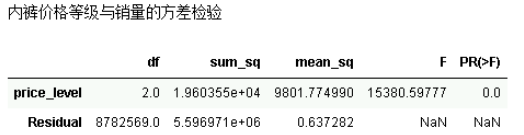 内裤价格等级与销量的方差检验
df sum_sq mean_sq F PR(>F)
price_level 2.0 1.960355e+04 9801.774990 15380.59777 0.0
Residual 8782569.0 5.596971e+06 0.637282 NaN NaN